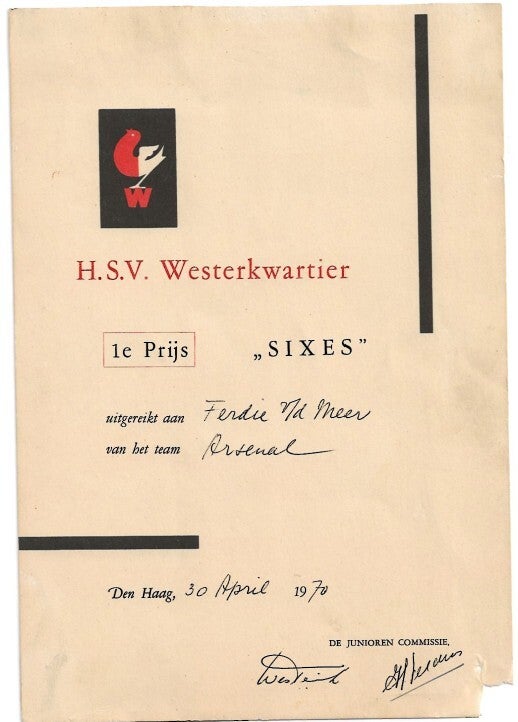 W
H.S.V. Westerkwartier
1e Prijs „SIXES”
uitgereikt aan Ferdie v/d Meer
van het team Arsenal
Den Haag, 30 April 1970
DE JUNIOREN COMMISSIE,